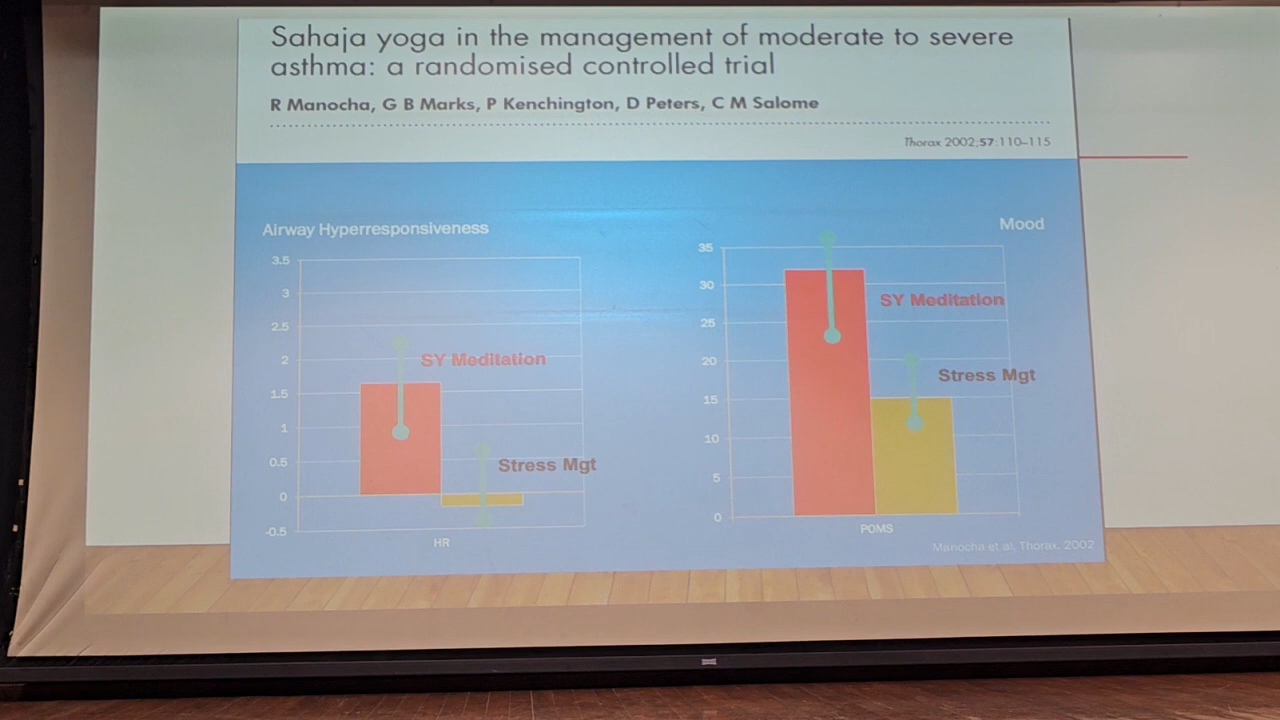 Sahaja yoga in the management of moderate to severe
asthma: a randomised controlled trial
R Manocha, G B Marks, P Kenchington, D Peters, C M Salome
Thorax 2002;57:110–115
Airway Hyperresponsiveness
3.5
3
2.5
2
1.5
1
0.5
0
-0.5
SY Meditation
Stress Mgt
HR
Mood
35
30
25
20
15
10
5
0
SY Meditation
Stress Mgt
POMS
Manocha et al, Thorax, 2002